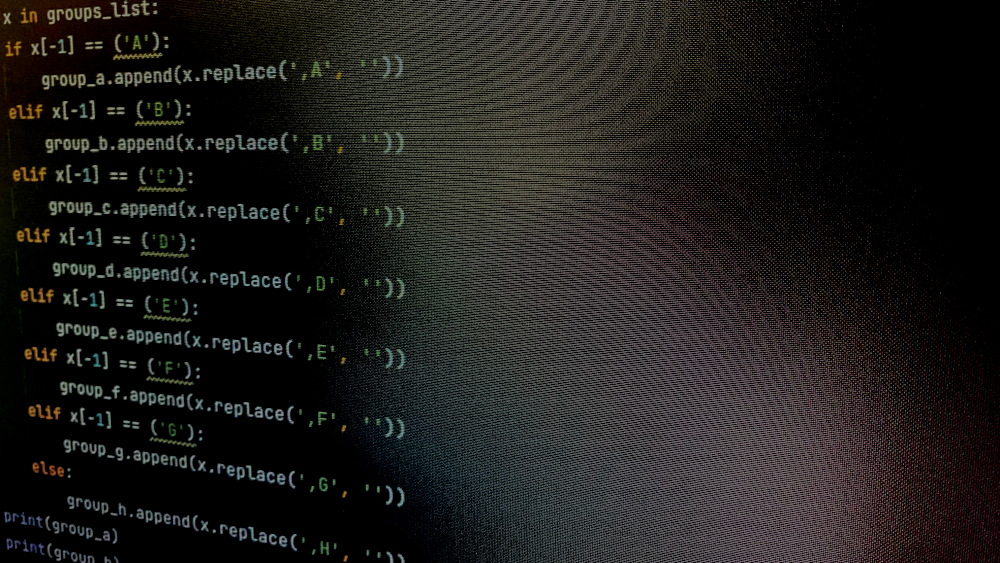 x in groups_list:
if x[-1] == ('A'):
group_a.append(x.replace(',A', ''))
elif x[-1] == ('B'):
group_b.append(x.replace(',B', ''))
elif x[-1] == ('C'):
group_c.append(x.replace(',C', ''))
elif x[-1] == ('D'):
group_d.append(x.replace(',D', ''))
elif x[-1] == ('E'):
group_e.append(x.replace(',E', ''))
elif x[-1] == ('F'):
group_f.append(x.replace(',F', ''))
elif x[-1] == ('G'):
group_g.append(x.replace(',G', ''))
else:
group_h.append(x.replace(',H', ''))
print(group_a)
print(group_b)